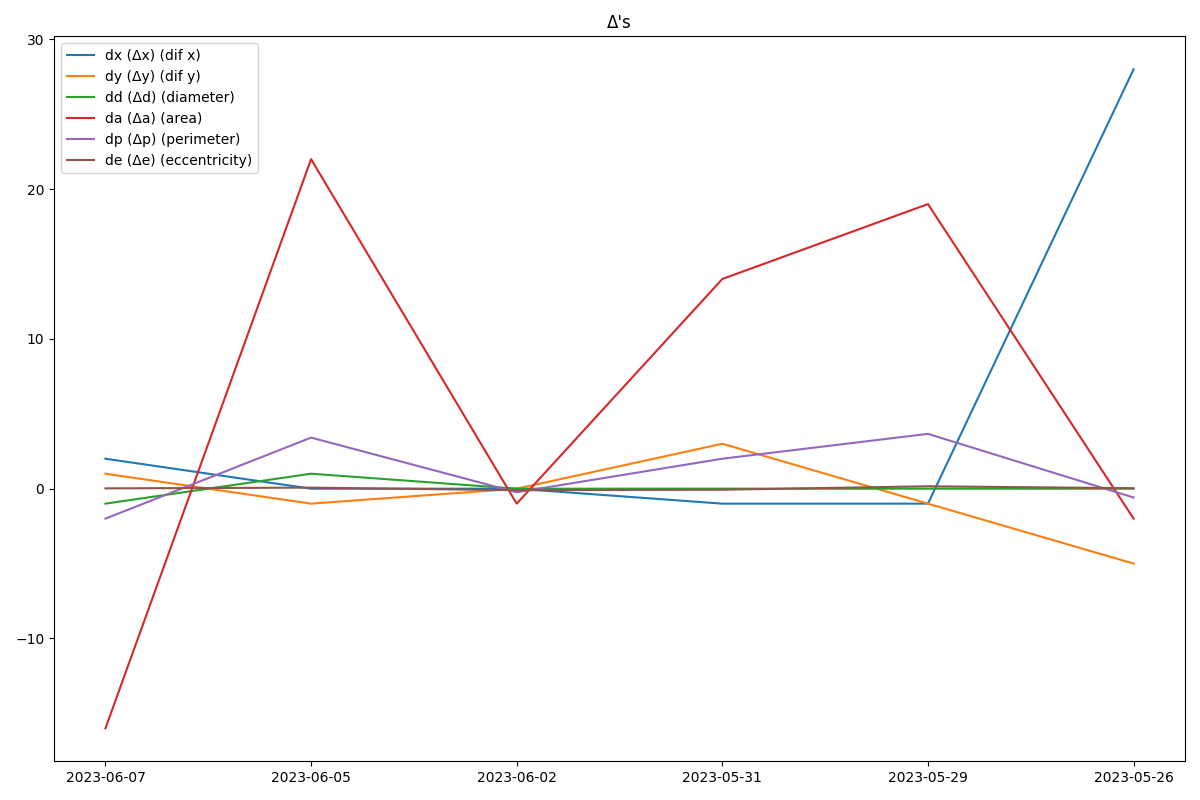 Δ's
dx (Δx) (dif x)
dy (Δy) (dif y)
dd (Δd) (diameter)
da (Δa) (area)
dp (Δp) (perimeter)
de (Δe) (eccentricity)
30
20
10
0
−10
2023-06-07 2023-06-05 2023-06-02 2023-05-31 2023-05-29 2023-05-26